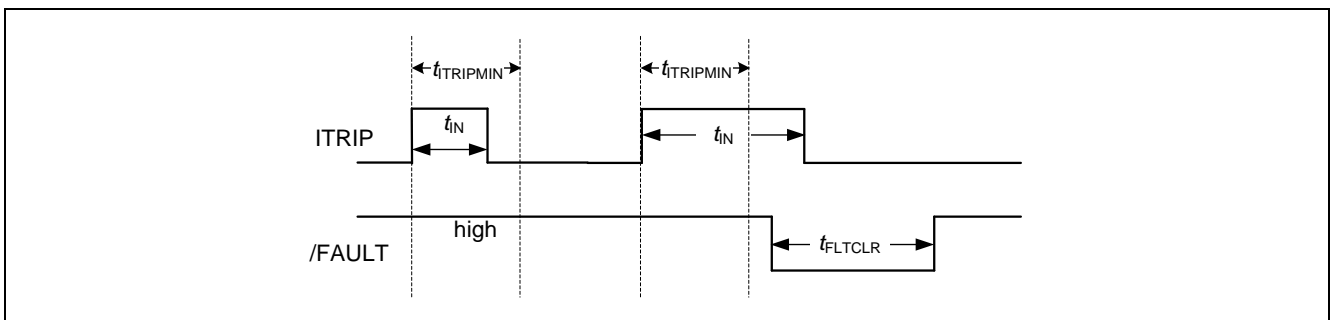 tITRIPMIN tITRIPMIN
ITRIP tIN tIN
high
/FAULT tFLTCLR